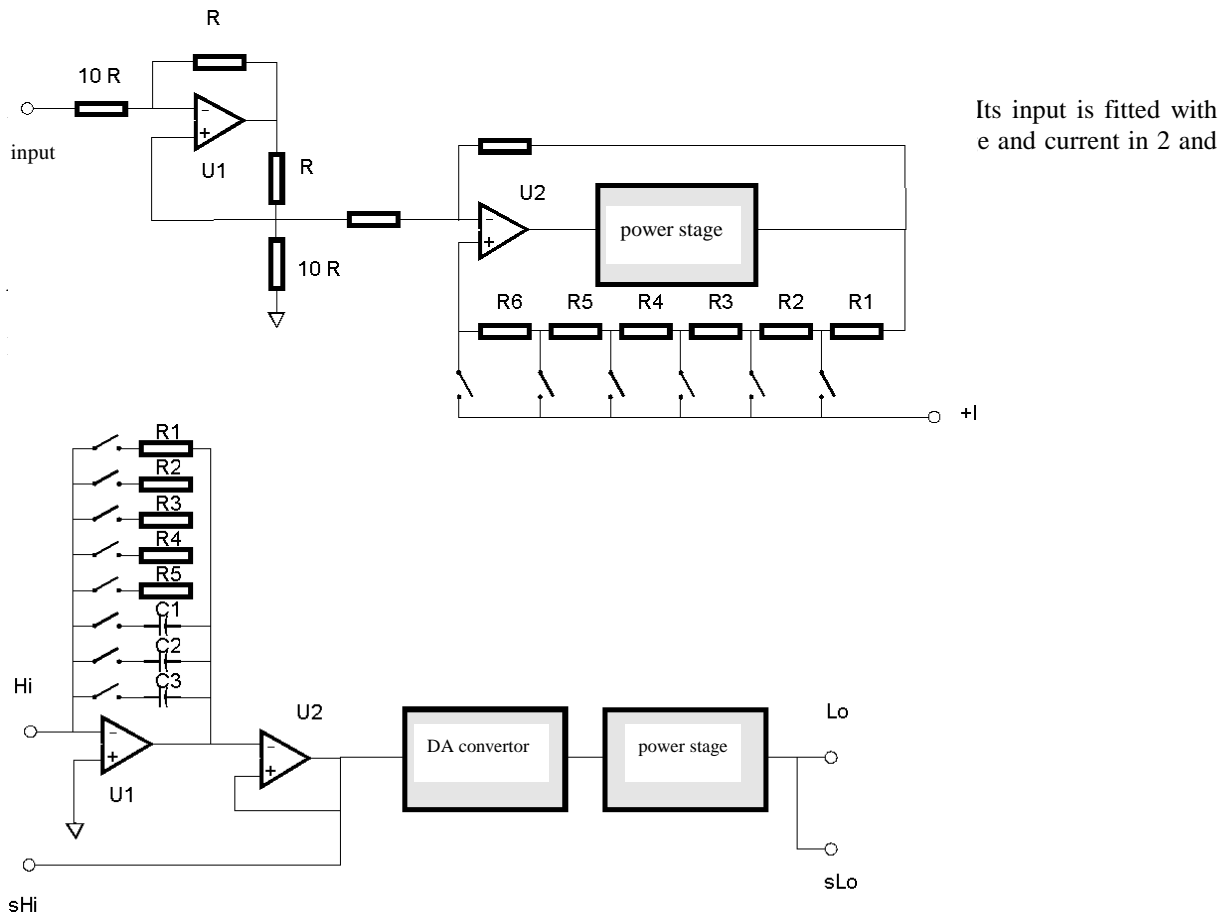 R
10 R
input
U1
R
10 R
U2
power stage
R6 R5 R4 R3 R2 R1
+I
Its input is fitted with
e and current in 2 and
R1
R2
R3
R4
R5
C1
C2
C3
Hi
U1
U2
DA convertor
power stage
Lo
sHi
sLo